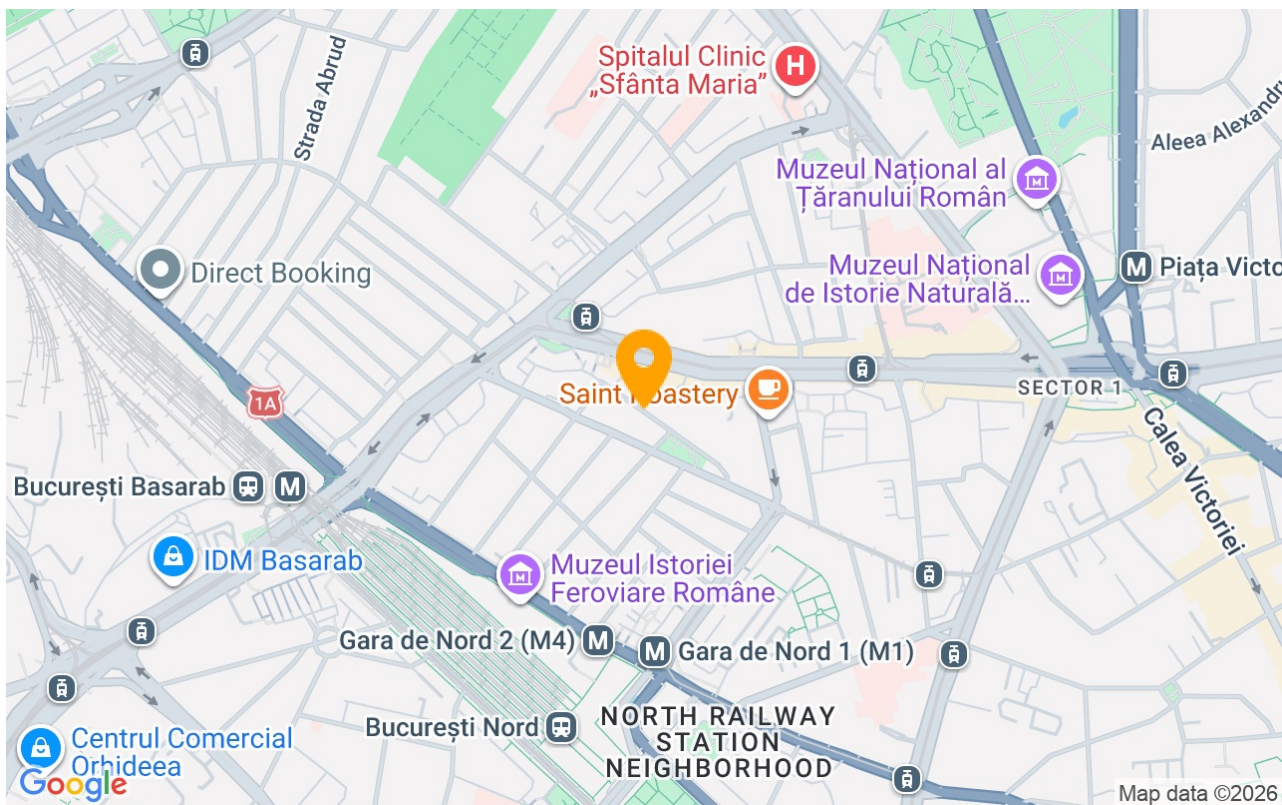 Spitalul Clinic
„Sfânta Maria”
H
Strada Abrud
Aleea Alexandru
Muzeul Național al
Țăranului Român
Direct Booking
Muzeul Național
de Istorie Naturală...
M
Piața Victo
Saint Roastery
SECTOR 1
1A
Calea Victoriei
București Basarab
M
IDM Basarab
Muzeul Istoriei
Feroviare Române
Gara de Nord 2 (M4)
M
M
Gara de Nord 1 (M1)
București Nord
NORTH RAILWAY
STATION
NEIGHBORHOOD
Centrul Comercial
Orhideea
Google
Map data ©2026